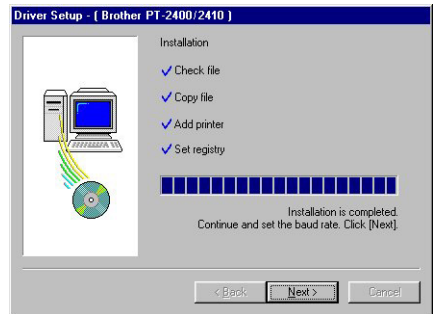 Driver Setup - ( Brother PT-2400/2410 )
Installation
Check file
Copy file
Add printer
Set registry
Installation is completed.
Continue and set the baud rate. Click [Next].
< Back
Next >
Cancel